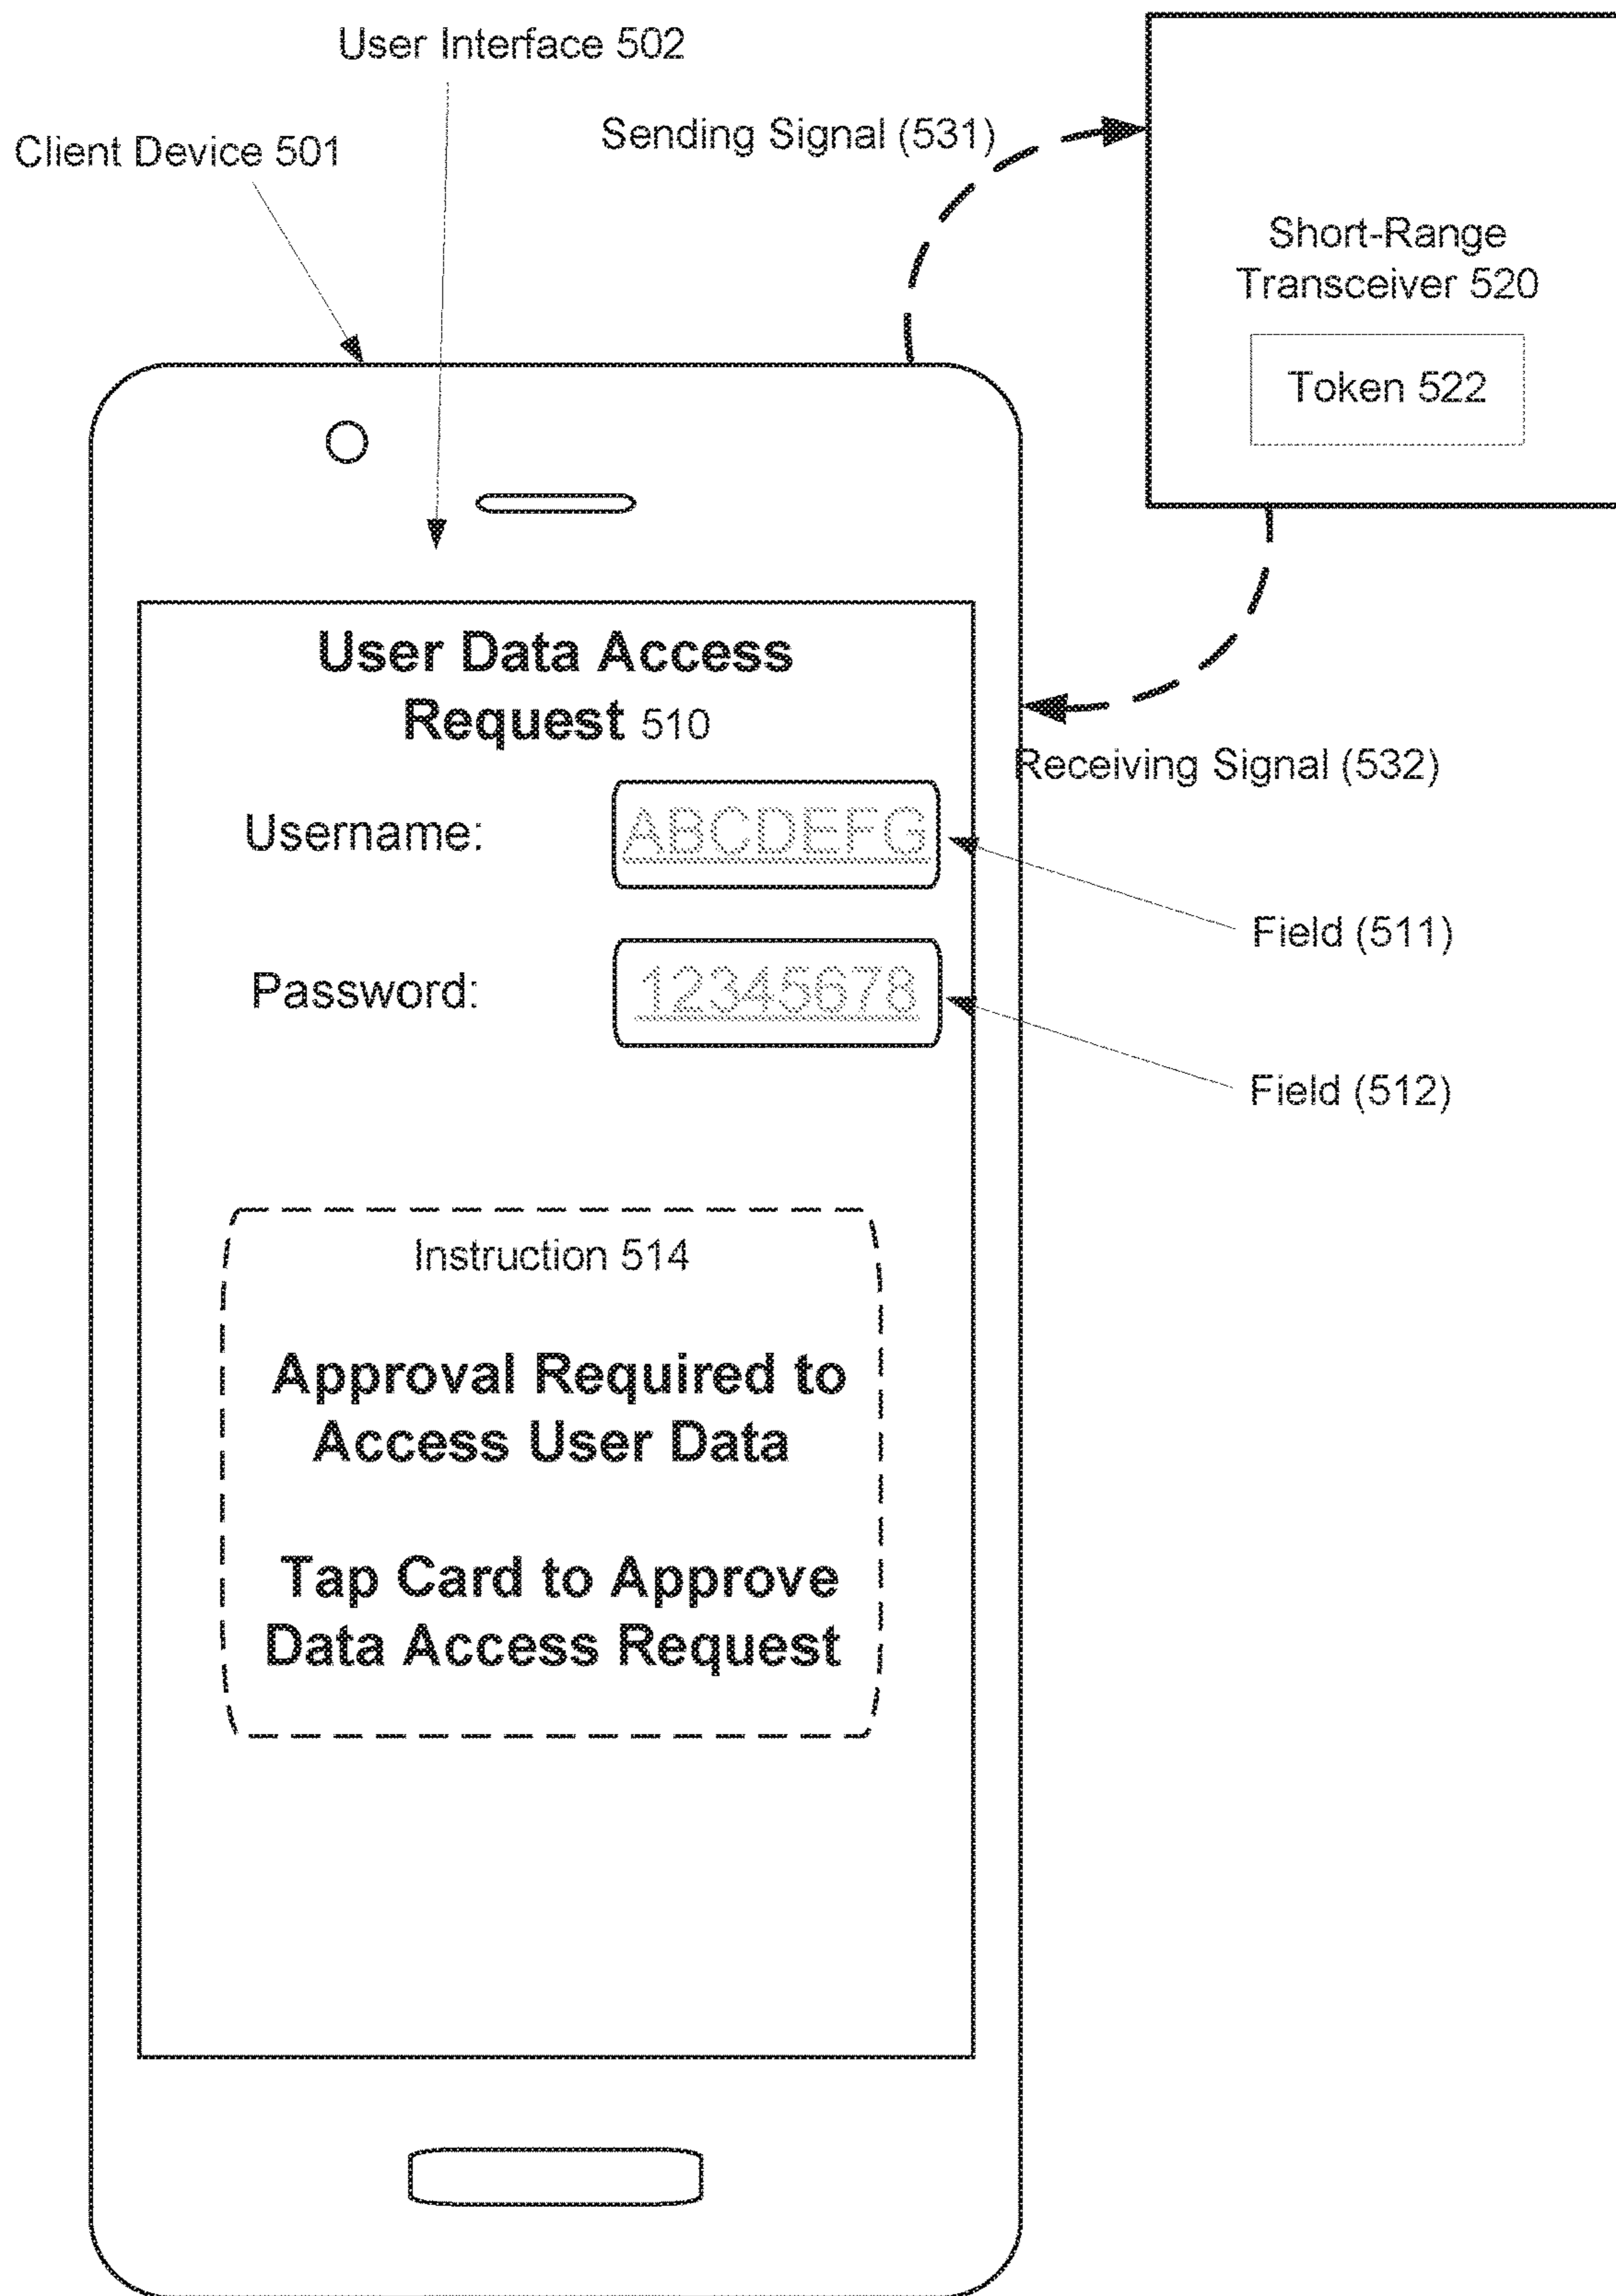 User Interface 502
Client Device 501
Sending Signal (531)
Short-Range
Transceiver 520
Token 522
User Data Access
Request 510
Receiving Signal (532)
Username:
ABCDEFG
Field (511)
Password:
12345678
Field (512)
Instruction 514
Approval Required to
Access User Data
Tap Card to Approve
Data Access Request